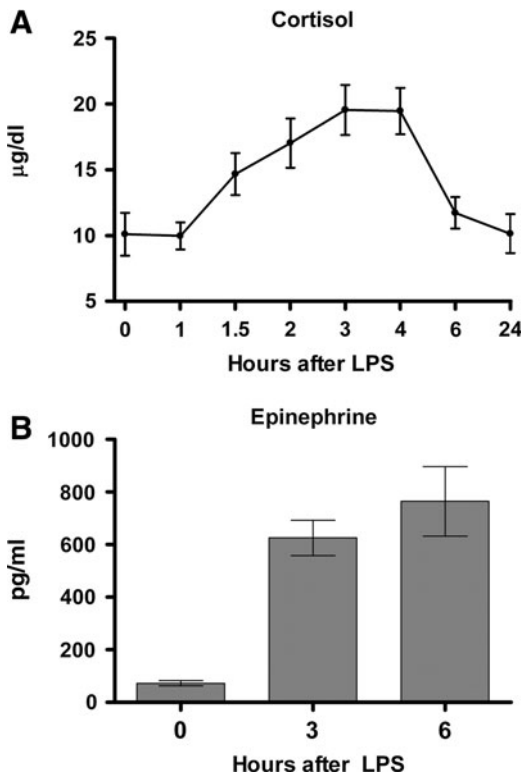 A
Cortisol
25
20
15
10
5
μg/dl
0 1 1.5 2 3 4 6 24
Hours after LPS
B
Epinephrine
1000
800
600
400
200
0
pg/ml
0 3 6
Hours after LPS